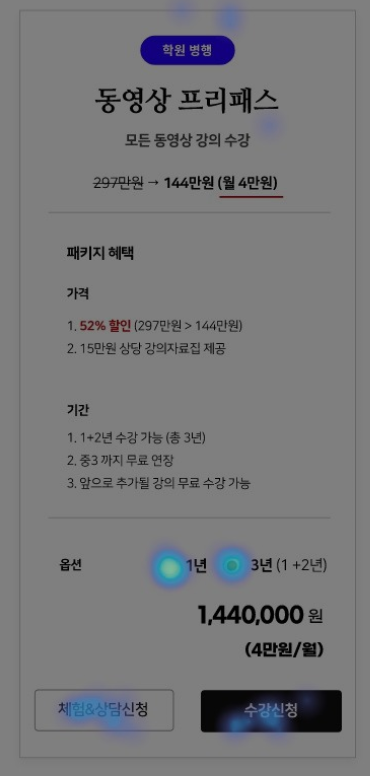 학원 병행
동영상 프리패스
모든 동영상 강의 수강
297만원 → 144만원 (월 4만원)
패키지 혜택
가격
1. 52% 할인 (297만원 > 144만원)
2. 15만원 상당 강의자료집 제공
기간
1. 1+2년 수강 가능 (총 3년)
2. 중3 까지 무료 연장
3. 앞으로 추가될 강의 무료 수강 가능
옵션 1년 3년 (1 +2년)
1,440,000 원
(4만원/월)
체험&상담신청 수강신청